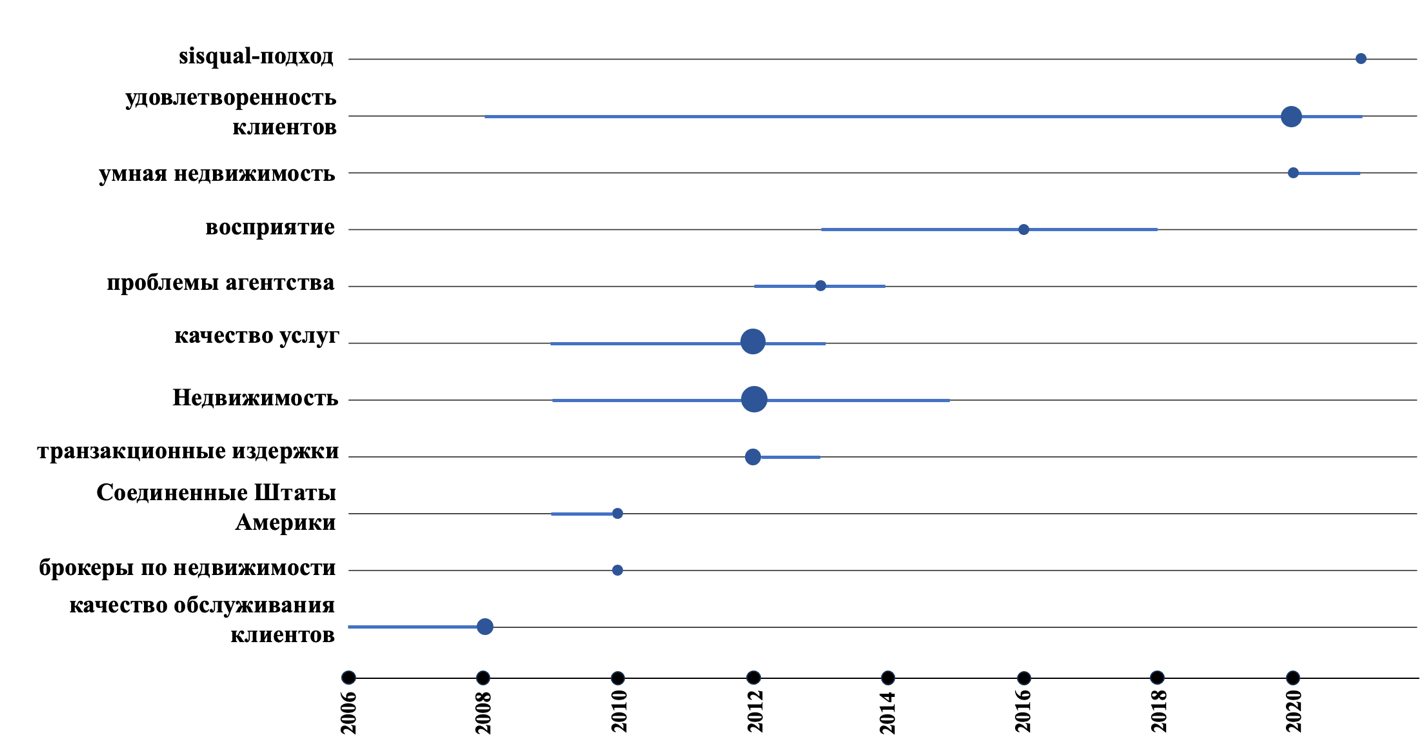 sisqual-подход
удовлетворенность
клиентов
умная недвижимость
восприятие
проблемы агентства
качество услуг
Недвижимость
транзакционные издержки
Соединенные Штаты
Америки
брокеры по недвижимости
качество обслуживания
клиентов
2006
2008
2010
2012
2014
2016
2018
2020